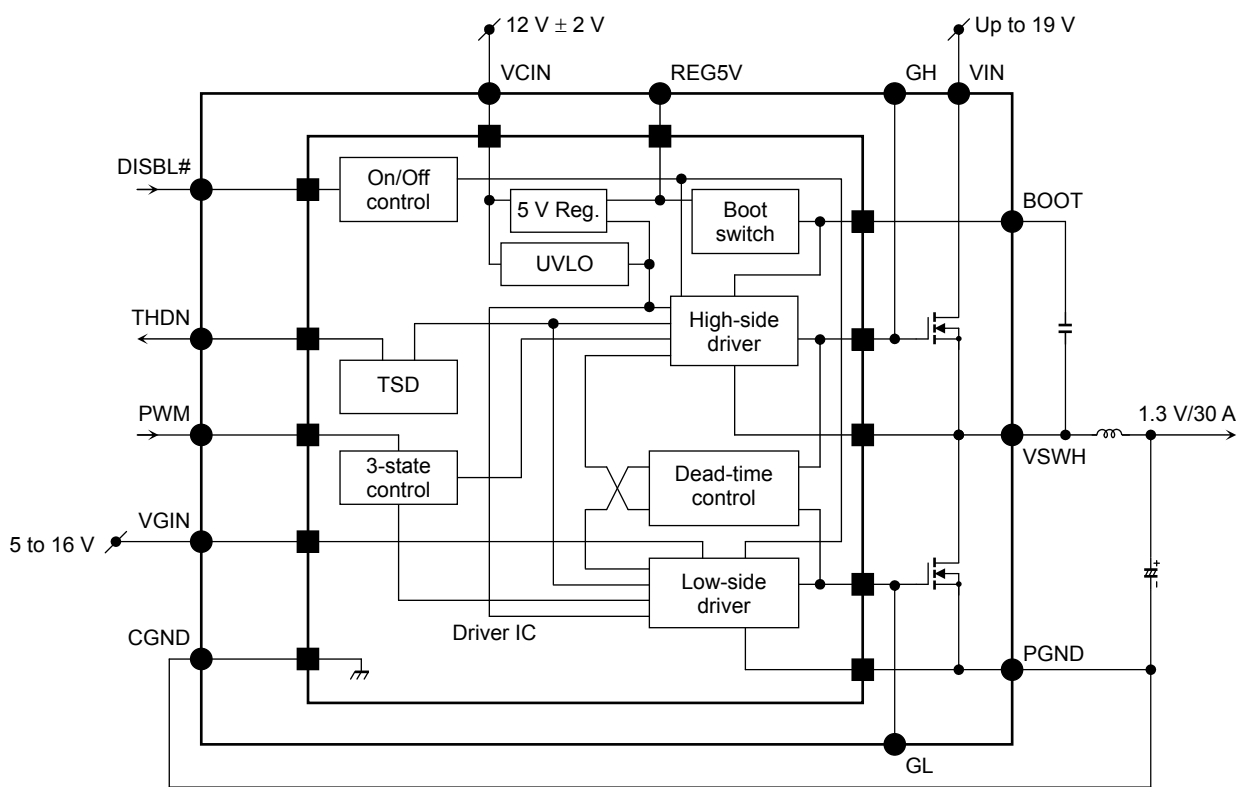 12 V ± 2 V
Up to 19 V
VCIN
REG5V
GH
VIN
DISBL#
On/Off
control
5 V Reg.
Boot
switch
BOOT
UVLO
THDN
High-side
driver
TSD
PWM
1.3 V/30 A
VSWH
3-state
control
Dead-time
control
VGIN
5 to 16 V
Low-side
driver
CGND
Driver IC
PGND
GL
+
-